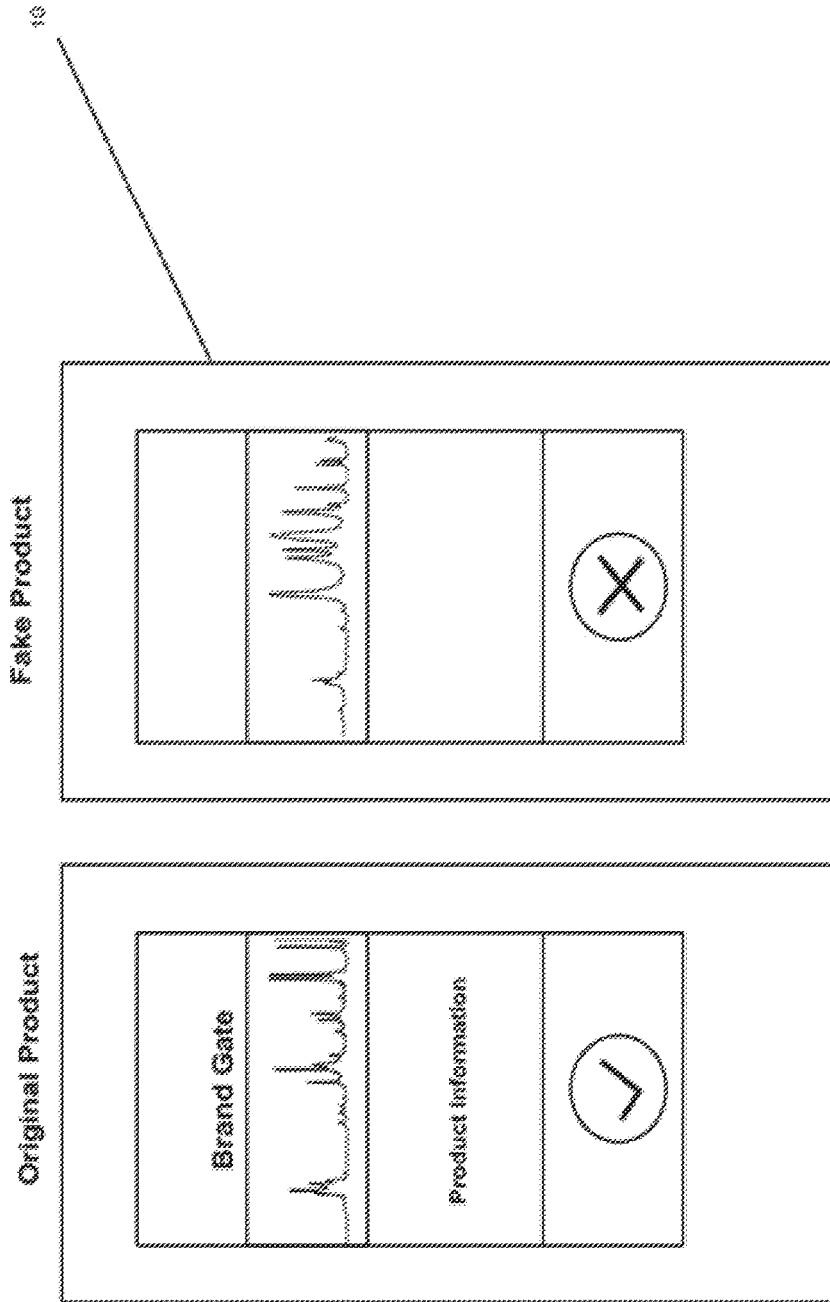 Original Product
Brand Gate
Product Information
Fake Product
10